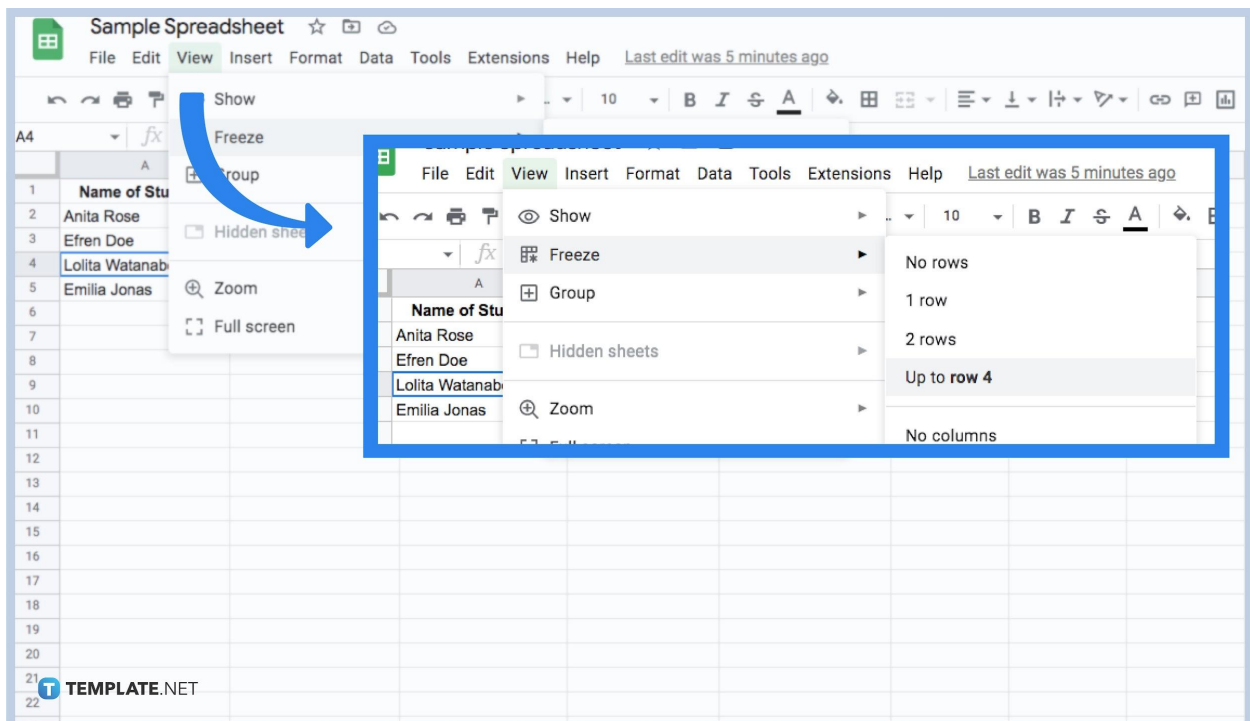 Sample Spreadsheet
File Edit View Insert Format Data Tools Extensions Help Last edit was 5 minutes ago
Show
10 B I S A
A4 fx
Freeze
Group
Hidden shee
Zoom
Full screen
A
1 Name of Stu
2 Anita Rose
3 Efren Doe
4 Lolita Watanab
5 Emilia Jonas
6
7
8
9
10
11
12
13
14
15
16
17
18
19
20
21
22
File Edit View Insert Format Data Tools Extensions Help Last edit was 5 minutes ago
Show
10 B I S A
fx
Freeze
Group
Hidden sheets
Zoom
No rows
1 row
2 rows
Up to row 4
No columns
A
Name of Stu
Anita Rose
Efren Doe
Lolita Watanab
Emilia Jonas
T TEMPLATE.NET